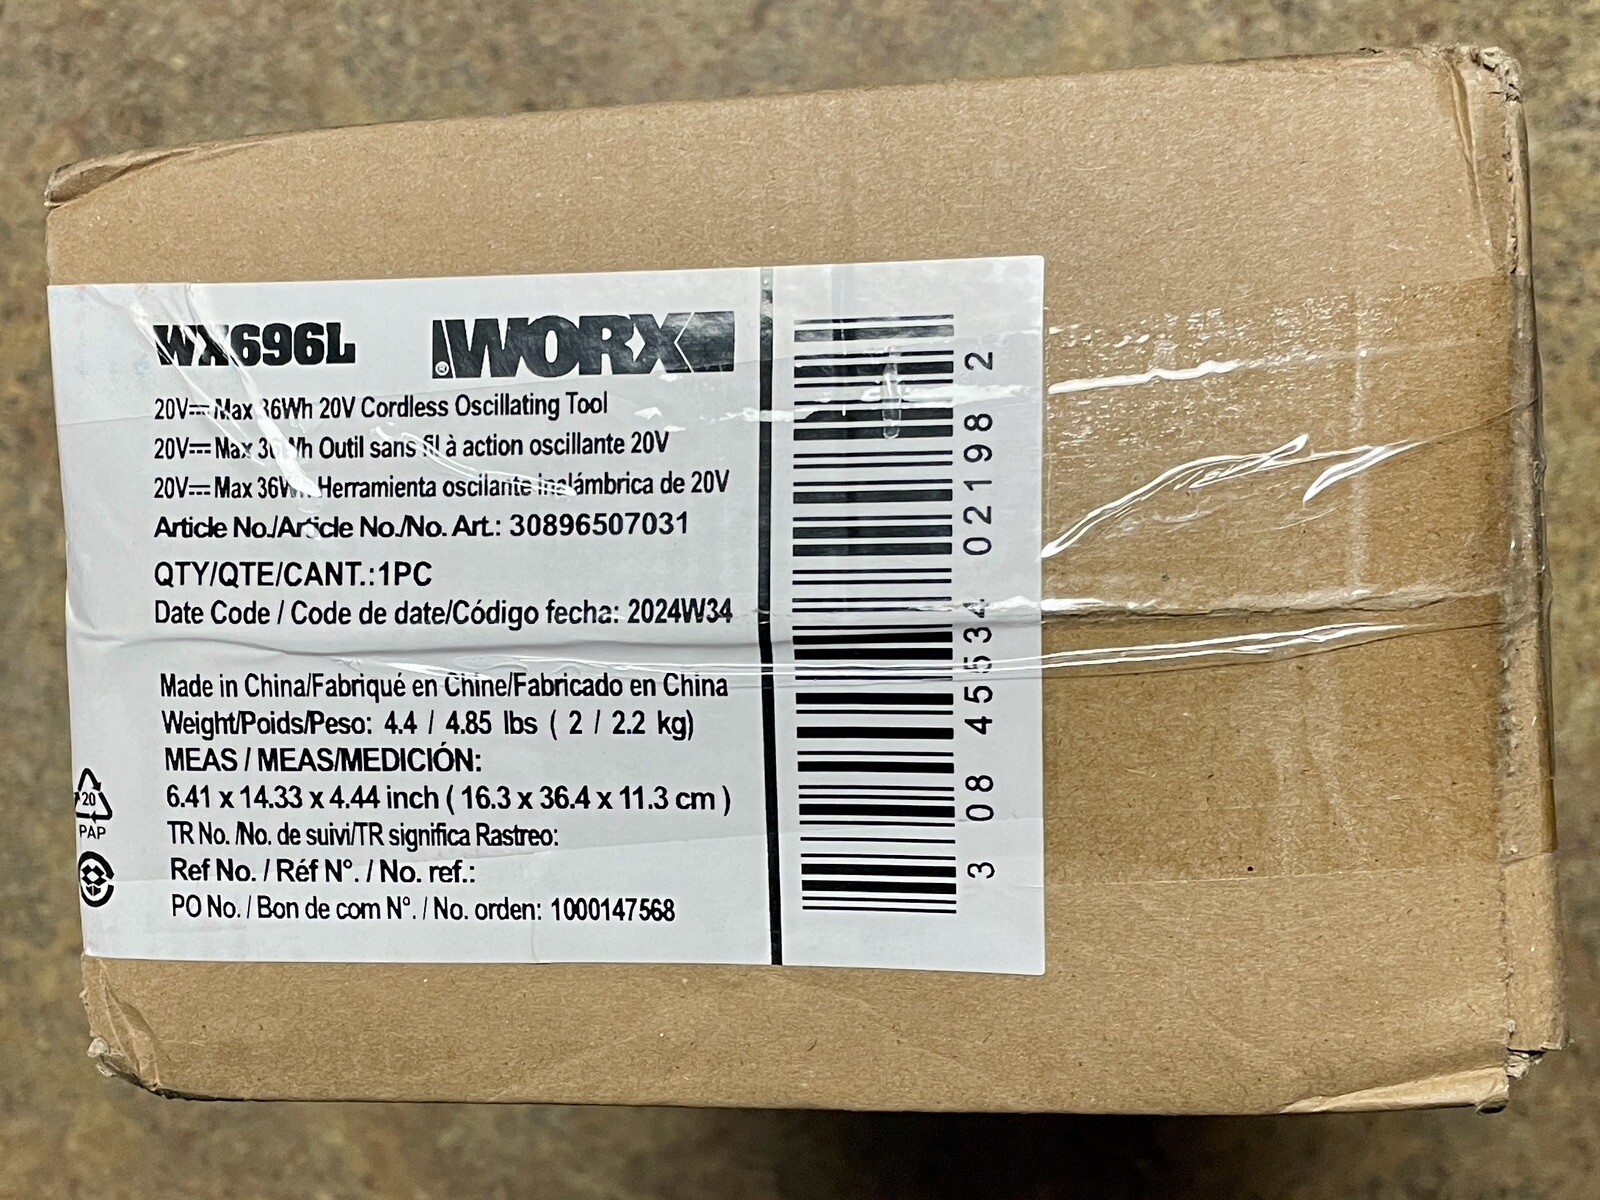 WX696L WORX®
20V⎓Max 36Wh 20V Cordless Oscillating Tool
20V⎓Max 36Wh Outil sans fil à action oscillante 20V
20V⎓Max 36Wh Herramienta oscilante inalámbrica de 20V
Article No./Article No./No. Art.: 30896507031
QTY/QTE/CANT.:1PC
Date Code / Code de date/Código fecha: 2024W34
Made in China/Fabriqué en Chine/Fabricado en China
Weight/Poids/Peso: 4.4 / 4.85 lbs ( 2 / 2.2 kg)
MEAS / MEAS/MEDICIÓN:
6.41 x 14.33 x 4.44 inch ( 16.3 x 36.4 x 11.3 cm )
TR No. /No. de suivi/TR significa Rastreo:
Ref No. / Réf N°. / No. ref.:
PO No. / Bon de com N°. / No. orden: 1000147568
20
PAP
3 08 45534 02198 2